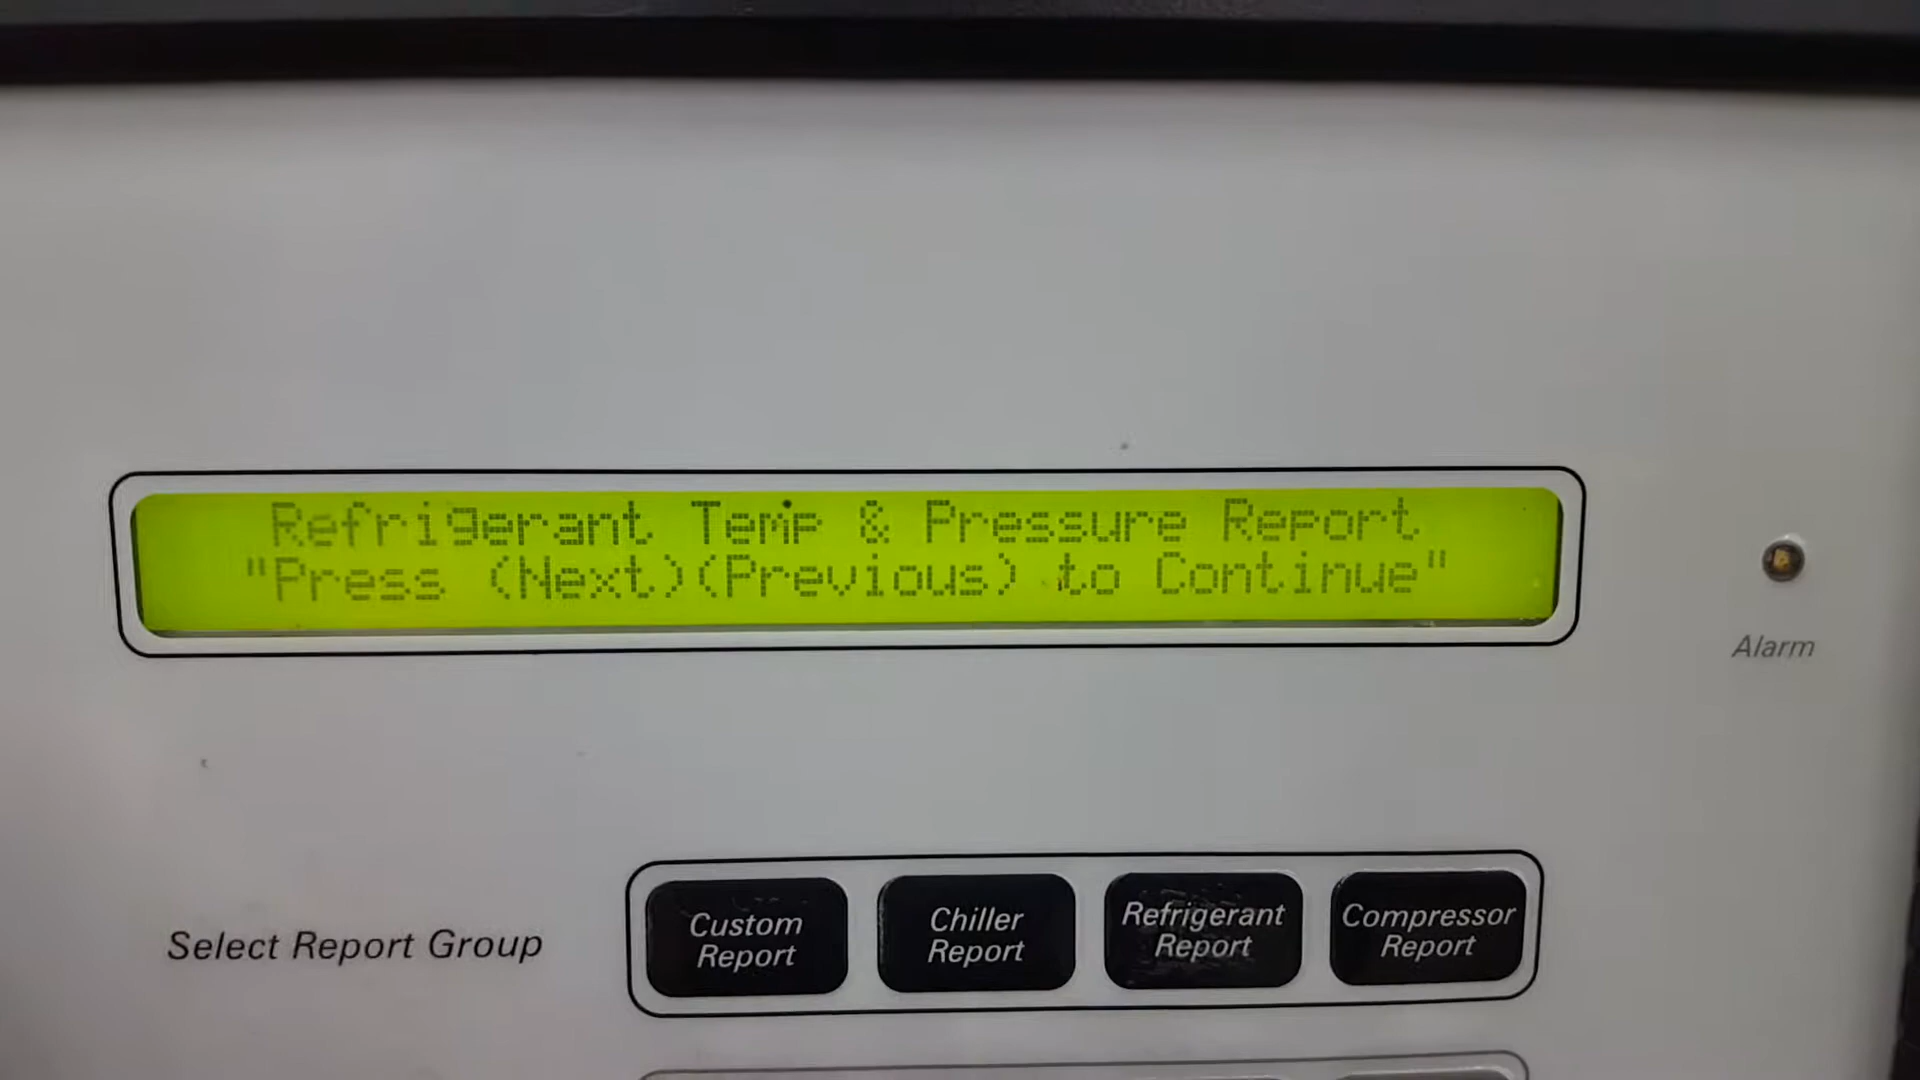 Refrigerant Temp & Pressure Report
"Press (Next)(Previous) to Continue"
Alarm
Select Report Group
Custom
Report
Chiller
Report
Refrigerant
Report
Compressor
Report